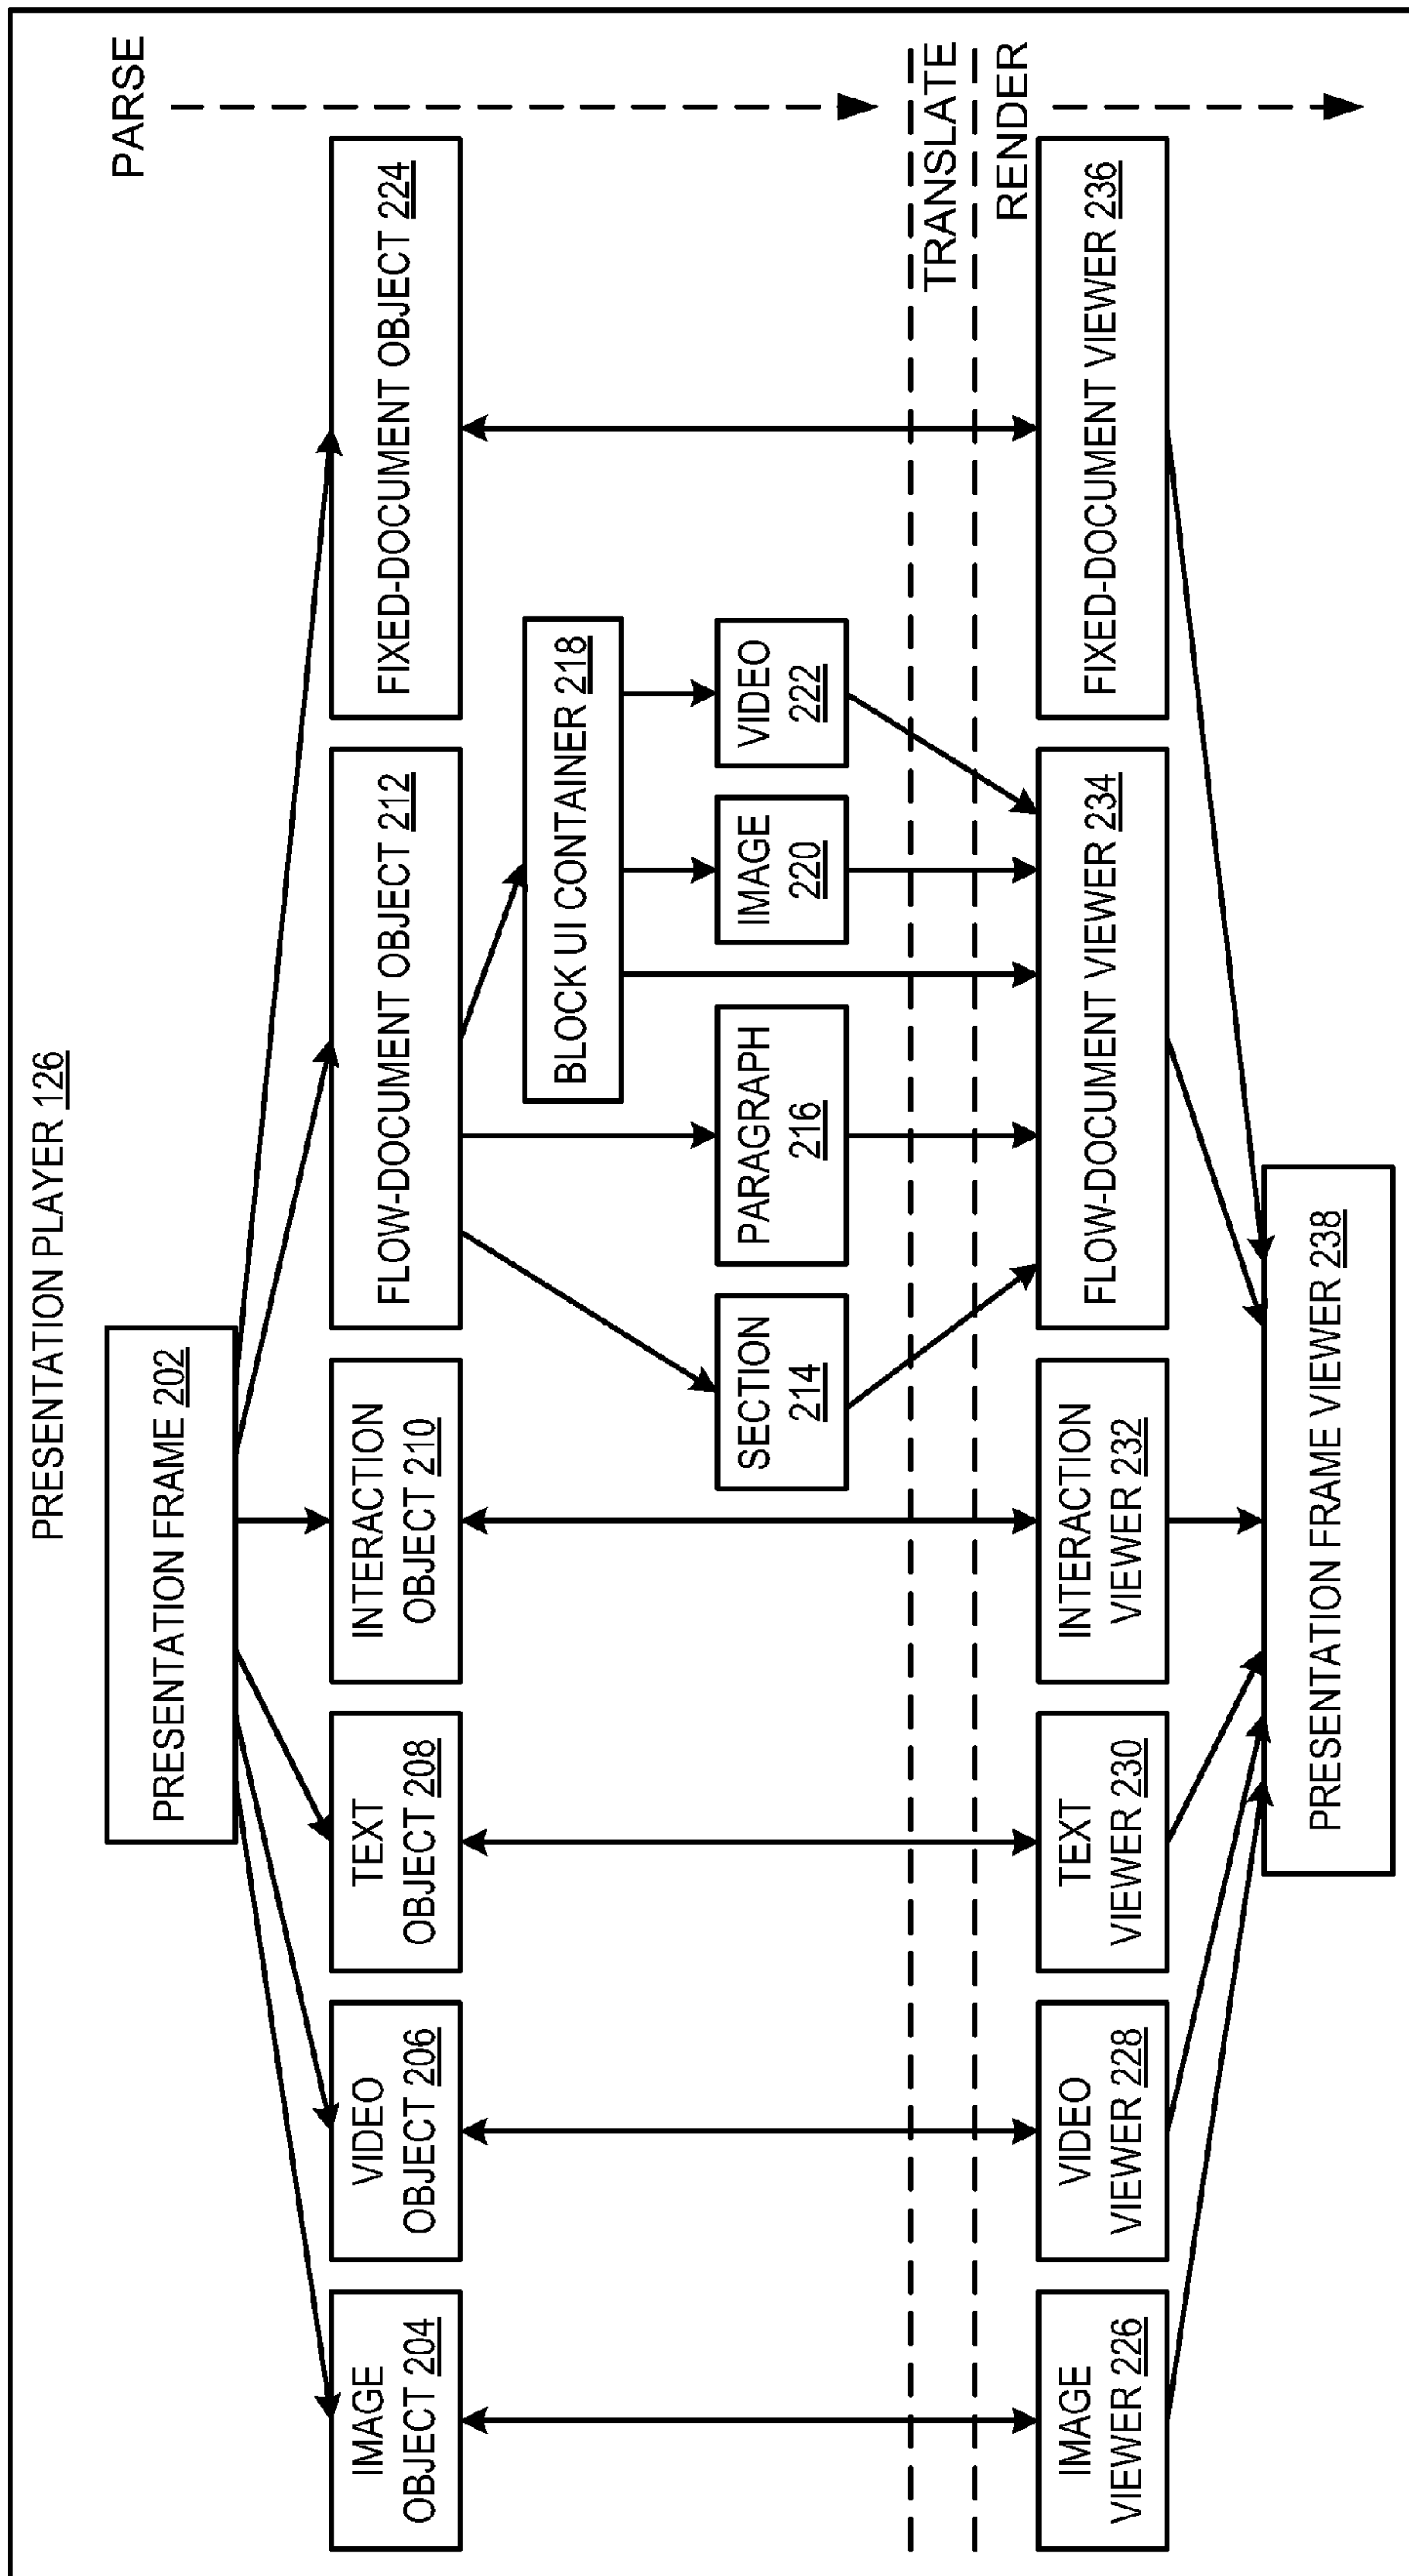 PRESENTATION PLAYER 126
PARSE
PRESENTATION FRAME 202
IMAGE
OBJECT 204
VIDEO
OBJECT 206
TEXT
OBJECT 208
INTERACTION
OBJECT 210
FLOW-DOCUMENT OBJECT 212
FIXED-DOCUMENT OBJECT 224
BLOCK UI CONTAINER 218
SECTION
214
PARAGRAPH
216
IMAGE
220
VIDEO
222
TRANSLATE
RENDER
IMAGE
VIEWER 226
VIDEO
VIEWER 228
TEXT
VIEWER 230
INTERACTION
VIEWER 232
FLOW-DOCUMENT VIEWER 234
FIXED-DOCUMENT VIEWER 236
PRESENTATION FRAME VIEWER 238